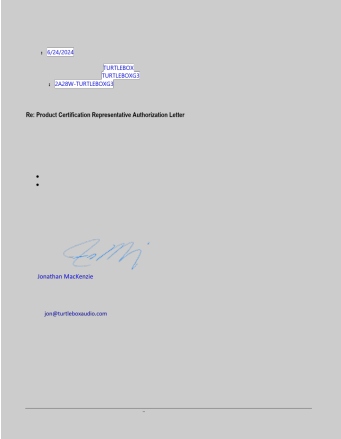 : 6/24/2024
TURTLEBOX
TURTLEBOXG3
: 2A28W-TURTLEBOXG3
Re: Product Certification Representative Authorization Letter
•
•
Jonathan MacKenzie
jon@turtleboxaudio.com